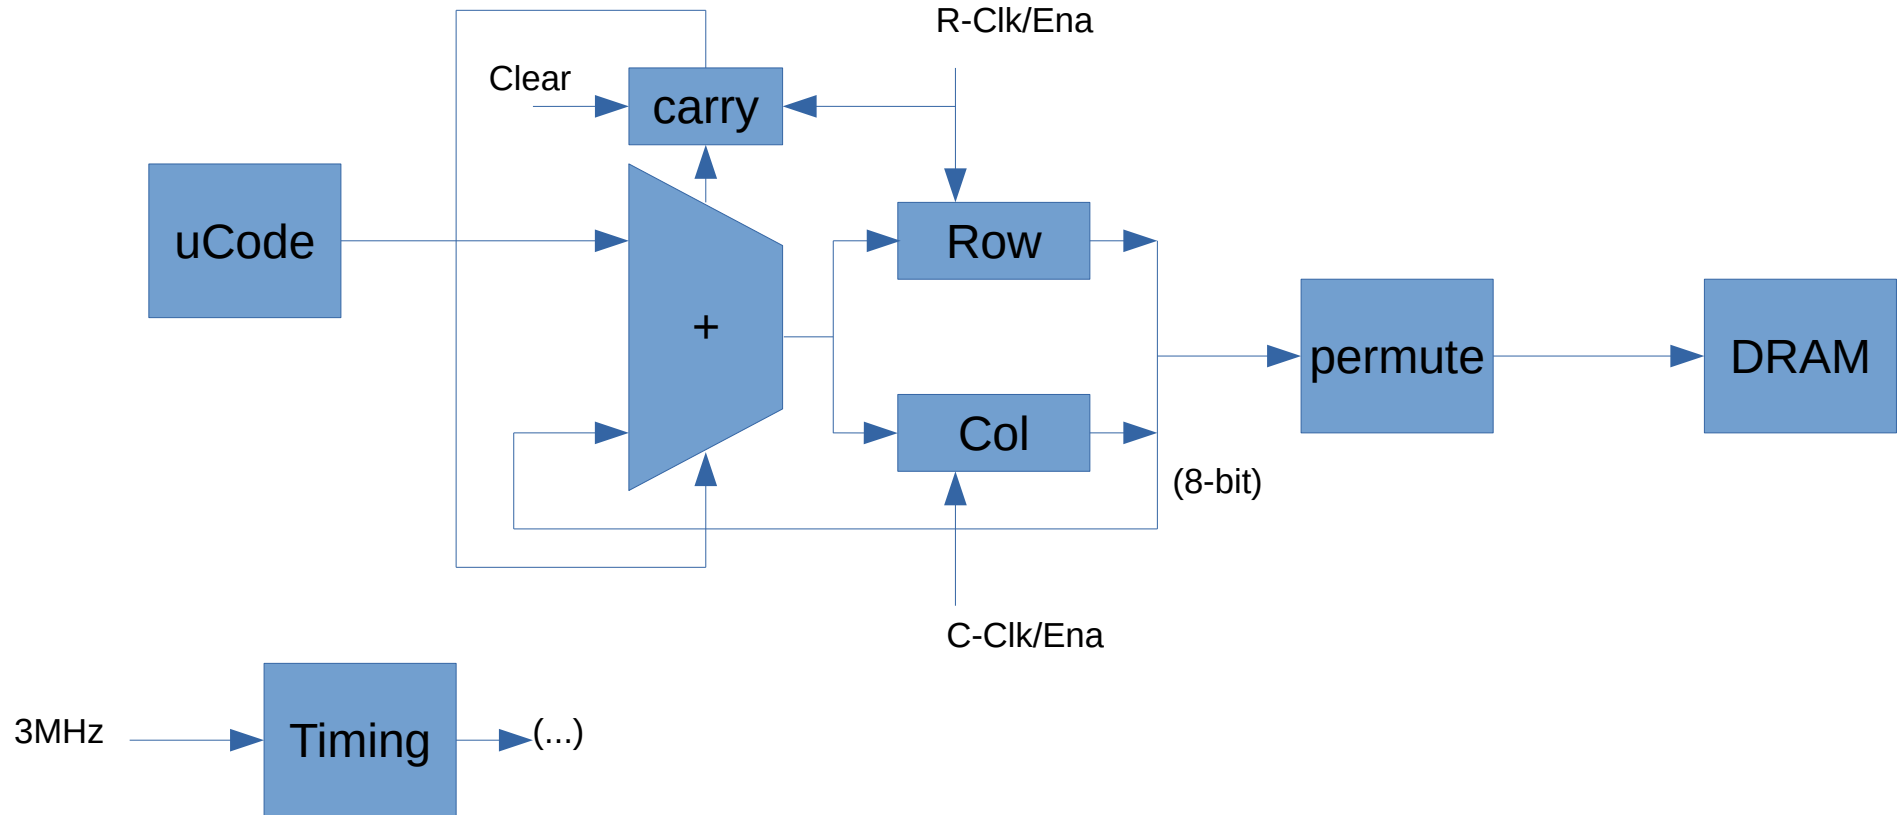 R-Clk/Ena
Clear
carry
uCode
Row
+
permute
DRAM
Col
(8-bit)
C-Clk/Ena
3MHz
Timing
(...)